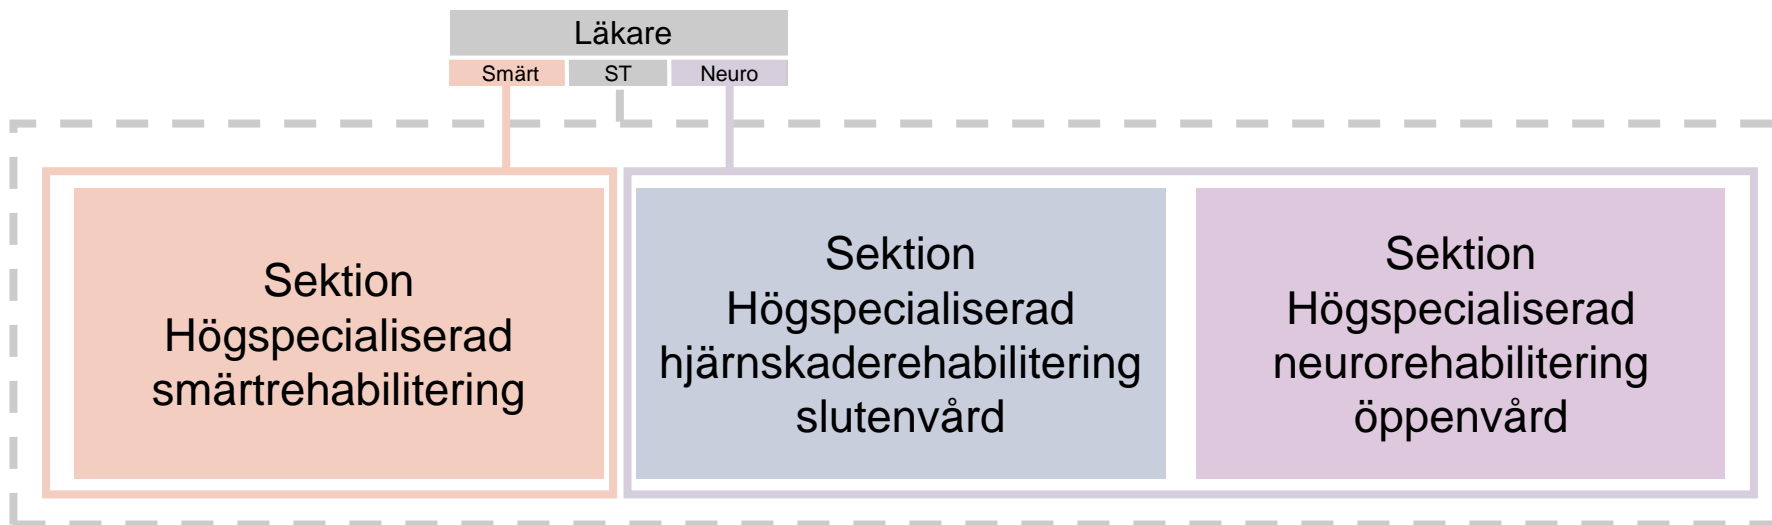 Läkare
Smärt ST Neuro
Sektion
Högspecialiserad
smärtrehabilitering
Sektion
Högspecialiserad
hjärnskaderehabilitering
slutenvård
Sektion
Högspecialiserad
neurorehabilitering
öppenvård